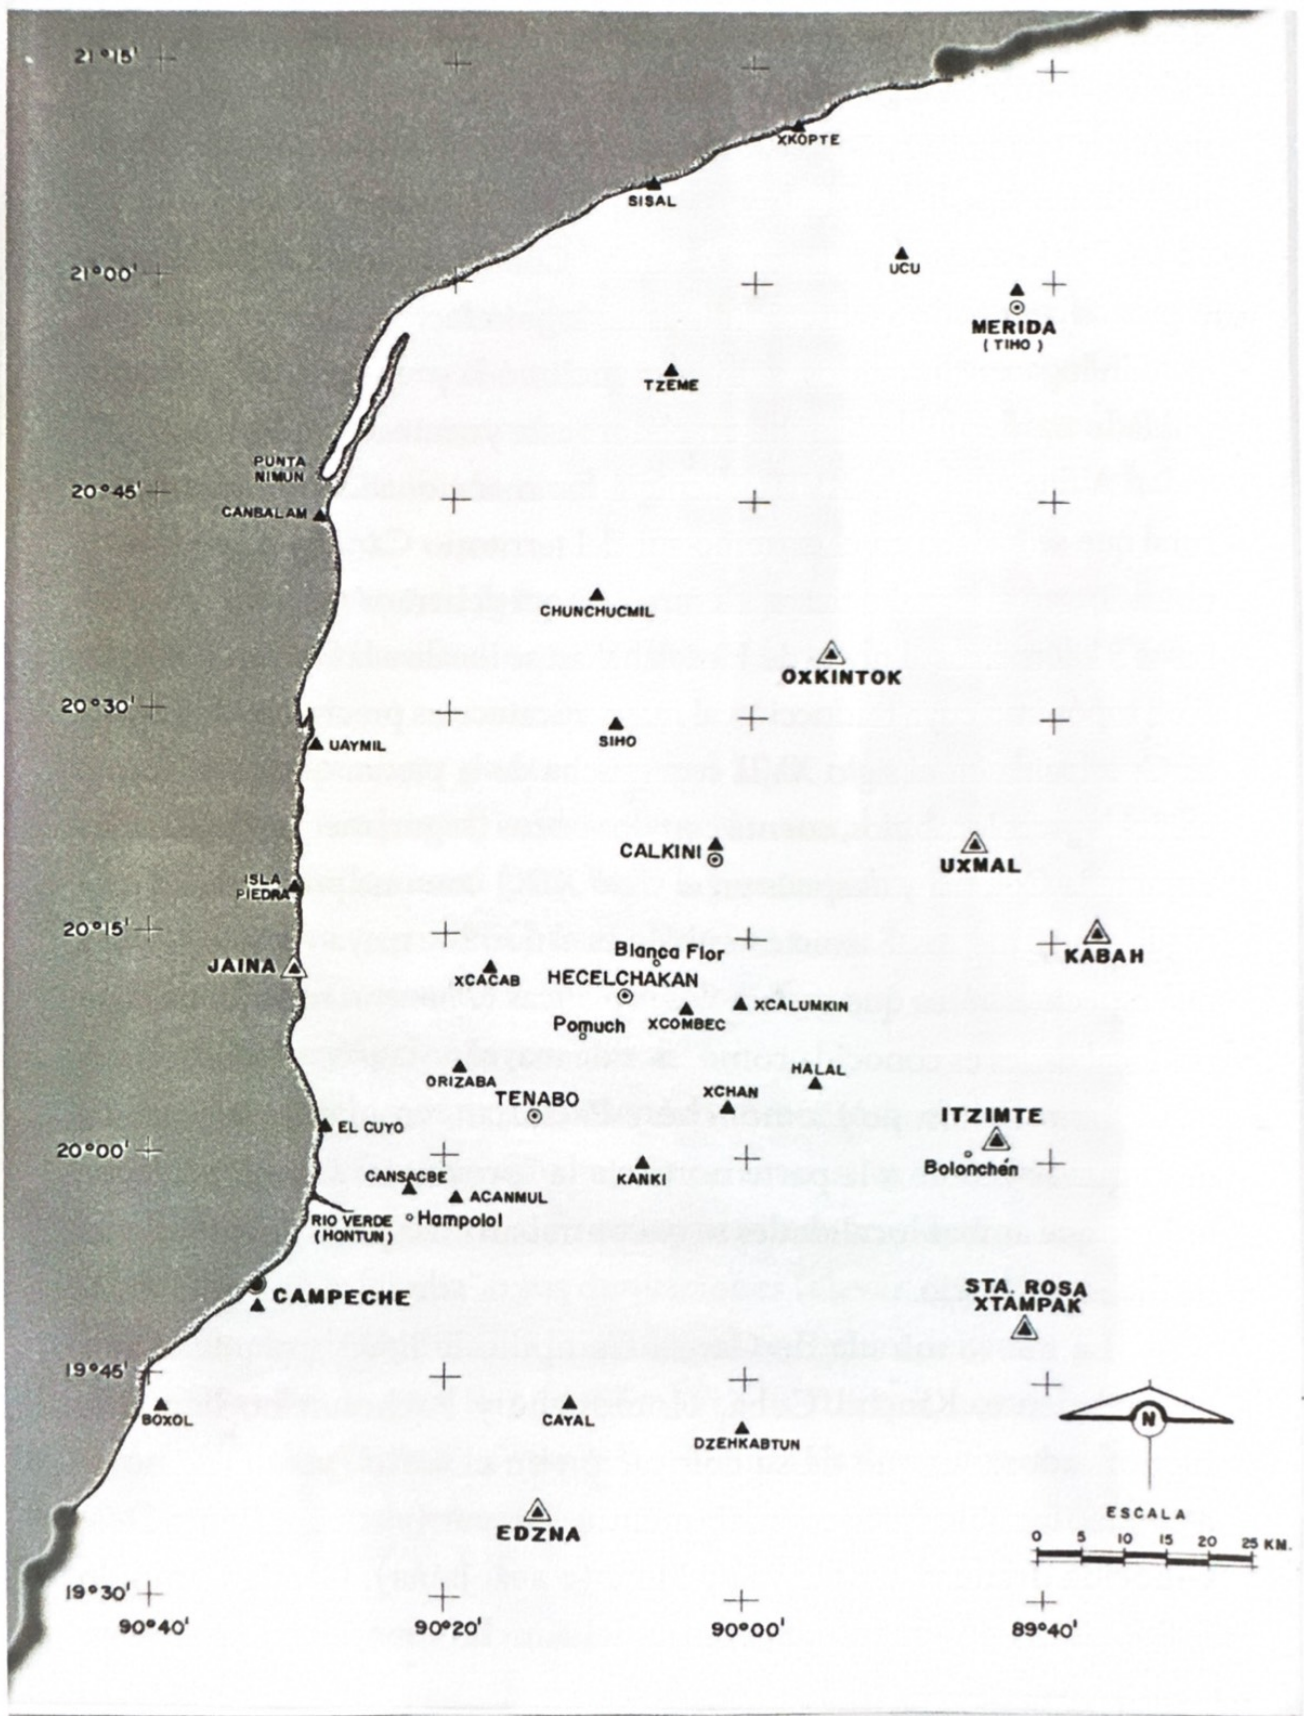 21°15'
XKOPTE
SISAL
UCU
21°00'
MERIDA
(TIHO)
TZEME
PUNTA
NIMUN
20°45'
CANBALAM
CHUNCHUCMIL
OXKINTOK
20°30'
UAYMIL
SIHO
CALKINI
UXMAL
ISLA
PIEDRA
20°15'
KABAH
Blanca Flor
JAINA
XCACAB
HECELCHAKAN
XCALUMKIN
Pomuch
XCOMBEC
HALAL
ORIZABA
XCHAN
TENABO
ITZIMTE
EL CUYO
20°00'
Bolonchén
CANSACBE
KANKI
ACANMUL
RIO VERDE
(HONTUN)
Hampolol
STA. ROSA
XTAMPAK
CAMPECHE
19°45'
BOXOL
CAYAL
N
DZEHKABTUN
ESCALA
EDZNA
0 5 10 15 20 25 KM.
19°30'
90°40' 90°20' 90°00' 89°40'